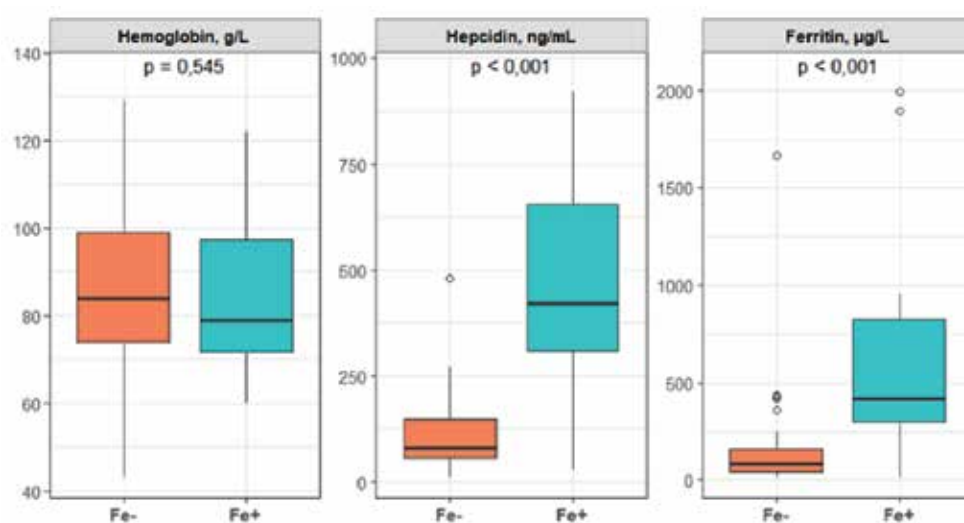 Hemoglobin, g/L
p = 0,545
140
120
100
80
60
40
Fe-
Fe+
Hepcidin, ng/mL
p < 0,001
1000
750
500
250
0
Fe-
Fe+
Ferritin, µg/L
p < 0,001
2000
1500
1000
500
0
Fe-
Fe+